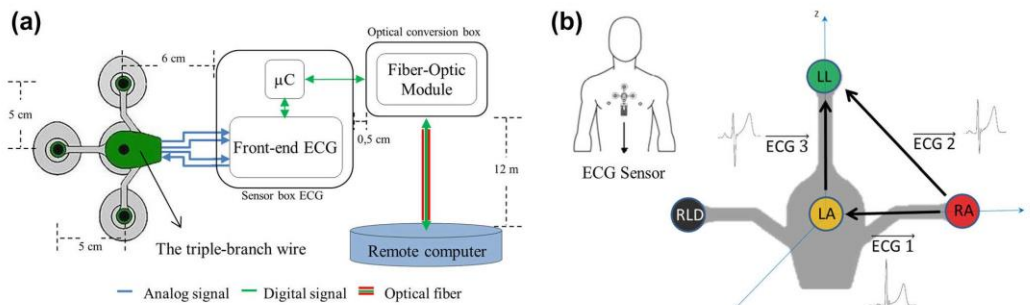 (a)
6 cm
5 cm
5 cm
μC
Front-end ECG
Sensor box ECG
Optical conversion box
Fiber-Optic
Module
0,5 cm
12 m
The triple-branch wire
Remote computer
Analog signal
Digital signal
Optical fiber
(b)
ECG Sensor
z
LL
ECG 3
ECG 2
RLD
LA
RA
ECG 1